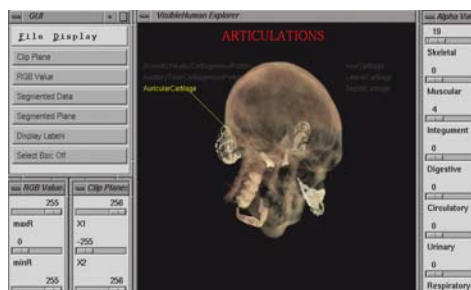 GUI
VisibleHuman Explorer
Alpha Val
File Display
Clip Plane
RGB Value
Segmented Data
Segmented Plane
Display Labels
Select Box: Off
ARTICULATIONS
AuricularCartilage
19
Skeletal
0
Muscular
4
Integument
0
Digestive
0
Circulatory
0
Urinary
0
Respiratory
RGB Value
255
maxR
0
minR
255
Clip Plane
256
X1
-255
X2
256